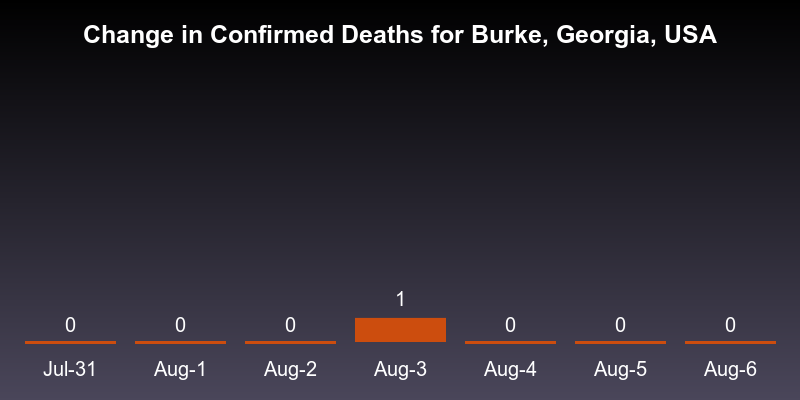 Change in Confirmed Deaths for Burke, Georgia, USA
1
0 0 0 0 0 0
Jul-31 Aug-1 Aug-2 Aug-3 Aug-4 Aug-5 Aug-6